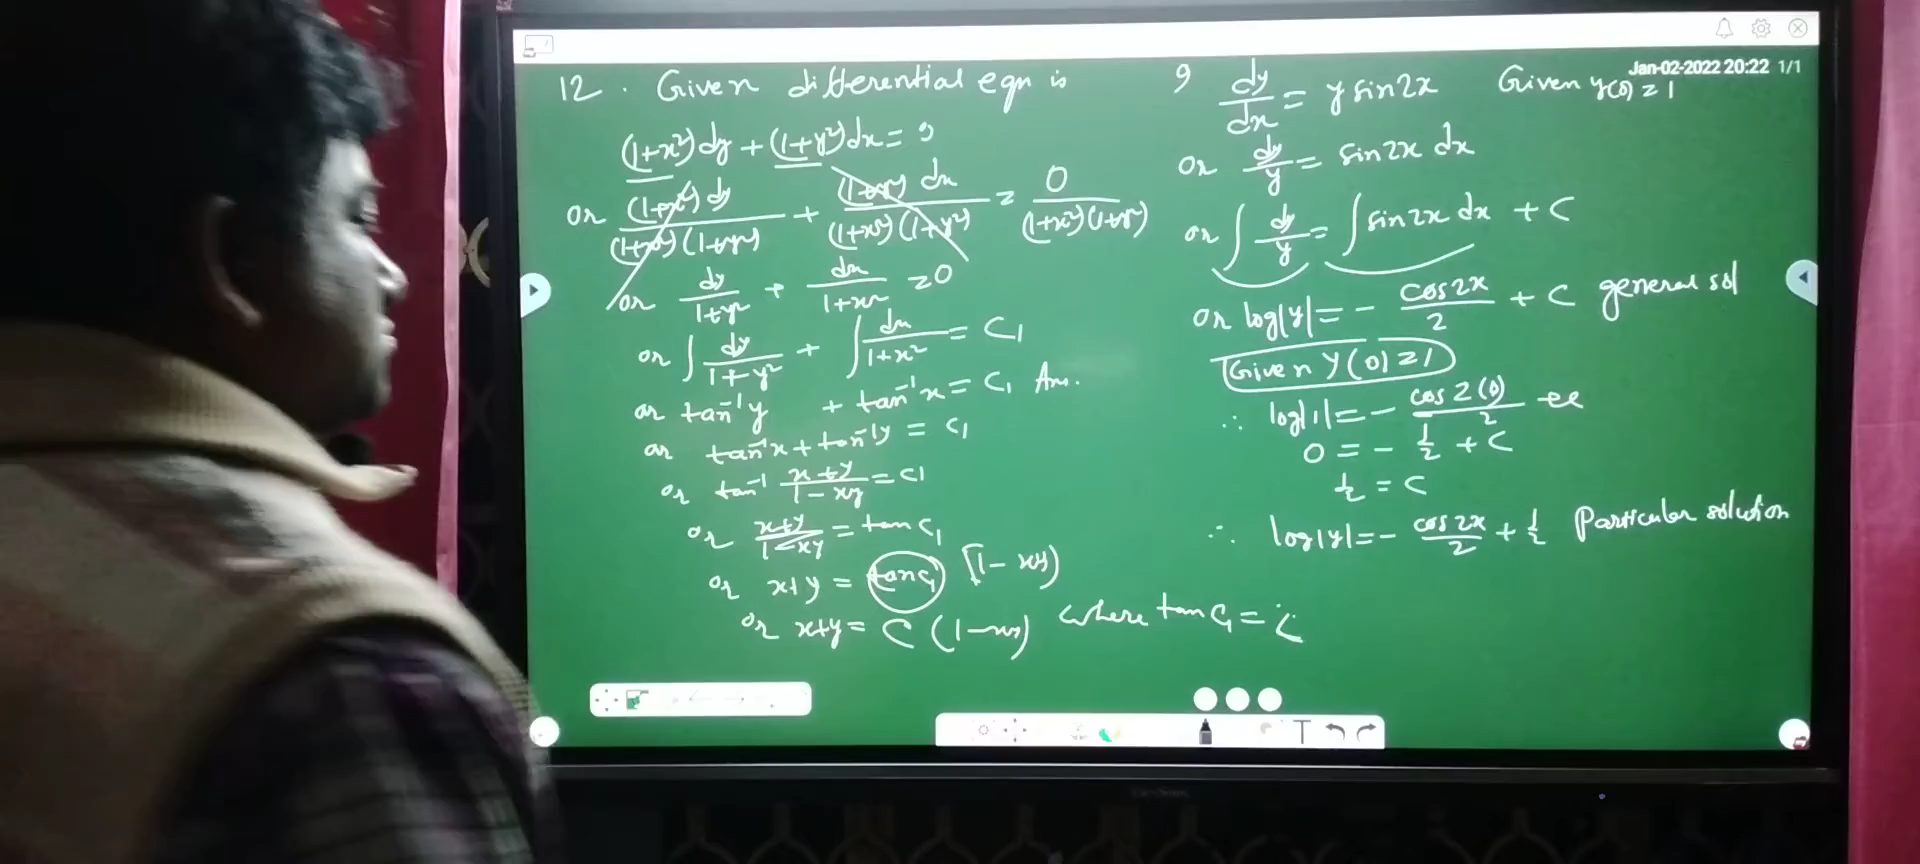 Jan-02-2022 20:22 1/1
12. Given differential eqn is
(1+x²)dy + (1+y²)dx = 0
or (1+x²)dy/(1+x²)(1+y²) + (1+y²)dx/(1+x²)(1+y²) = 0/(1+x²)(1+y²)
or dy/1+y² + dx/1+x² = 0
or ∫ dy/1+y² + ∫ dx/1+x² = C₁
or tan⁻¹y + tan⁻¹x = C₁ Ans.
or tan⁻¹x + tan⁻¹y = C₁
or tan⁻¹ x+y/1-xy = C1
or x+y/1-xy = tan C₁
or x+y = tan C₁ (1-xy)
or x+y = C (1-xy) where tan C₁ = C
9 dy/dx = y sin2x Given y(0) = 1
or dy/y = sin2x dx
or ∫ dy/y = ∫ sin2x dx + C
or log|y| = - cos2x/2 + C general sol
Given y(0) = 1
∴ log|1| = - cos2(0)/2
0 = - 1/2 + C
1/2 = C
∴ log|y| = - cos2x/2 + 1/2 Particular solution
T